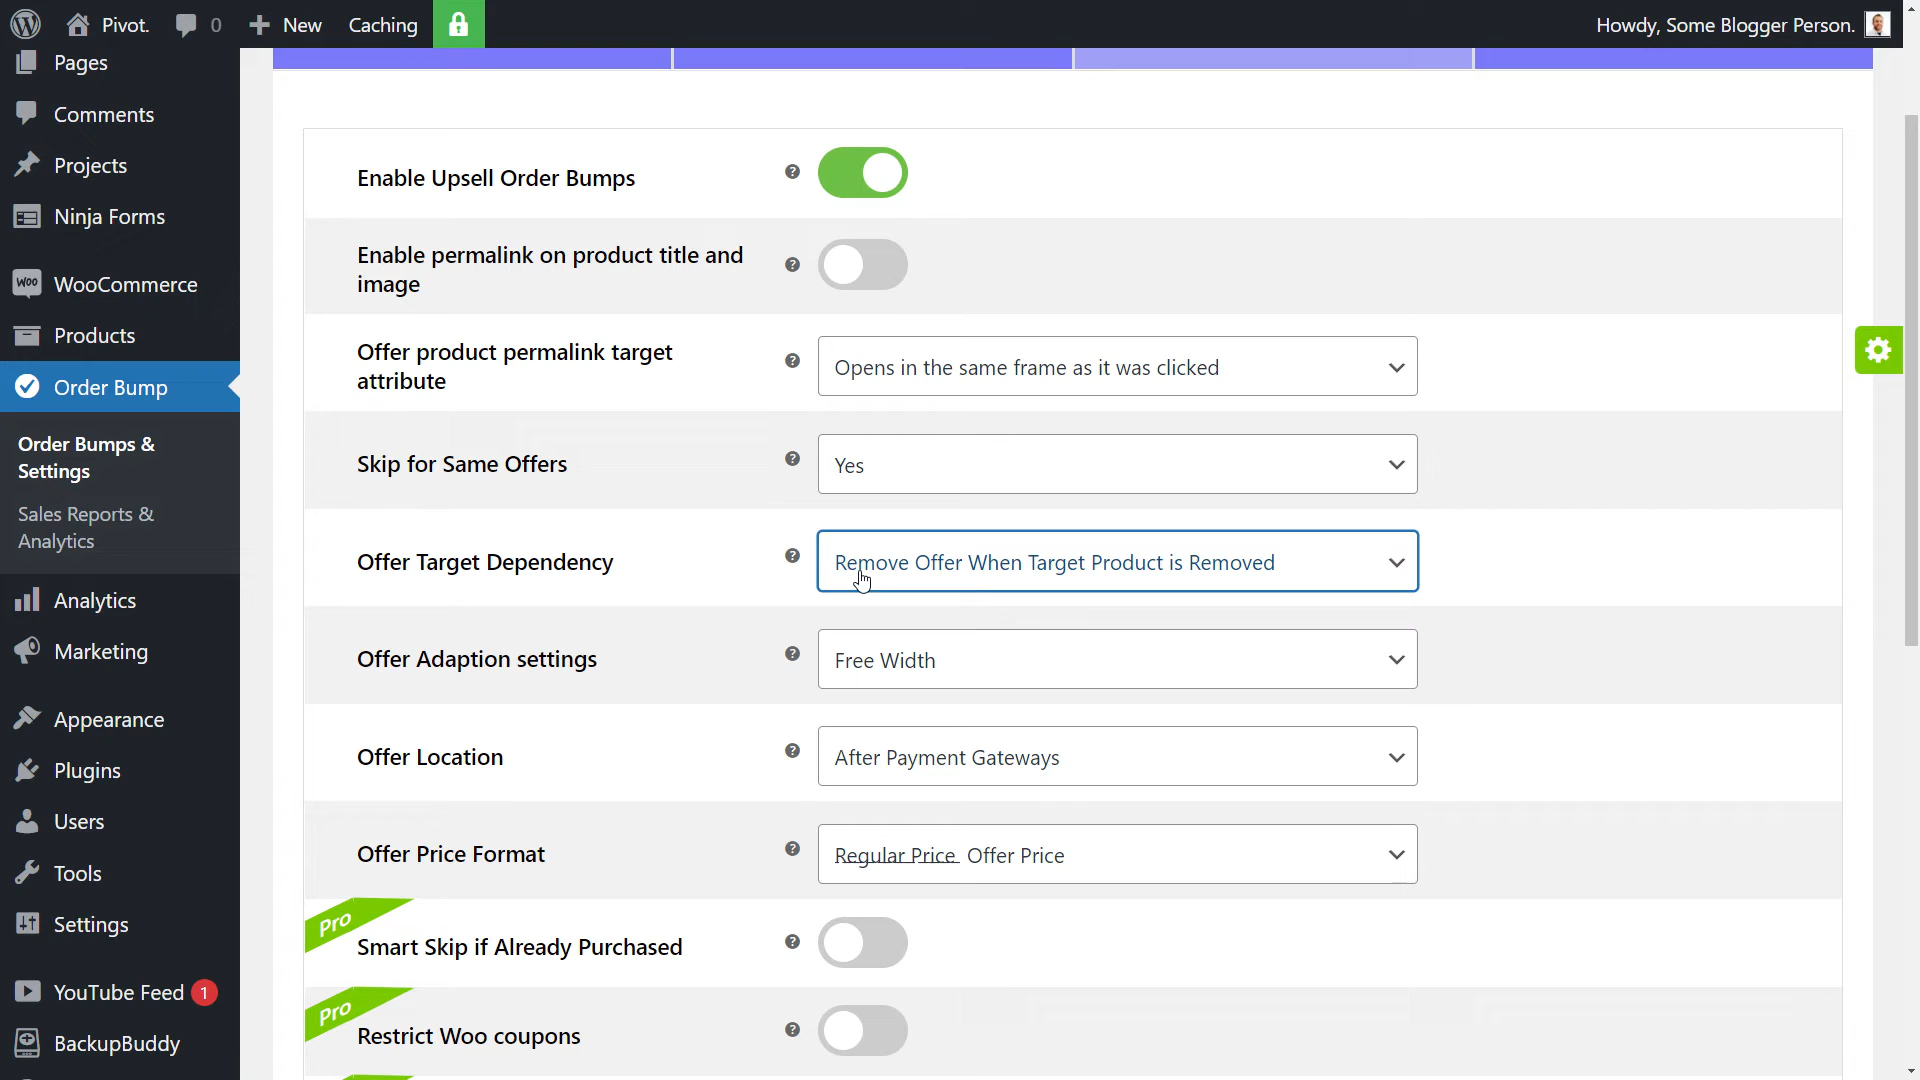 Pivot.
0
New
Caching
Howdy, Some Blogger Person.
Pages
Comments
Projects
Ninja Forms
WOO WooCommerce
Products
Order Bump
Order Bumps &
Settings
Sales Reports &
Analytics
Analytics
Marketing
Appearance
Plugins
Users
Tools
Settings
YouTube Feed 1
BackupBuddy
Enable Upsell Order Bumps
Enable permalink on product title and
image
Offer product permalink target
attribute
Opens in the same frame as it was clicked
Skip for Same Offers
Yes
Offer Target Dependency
Remove Offer When Target Product is Removed
Offer Adaption settings
Free Width
Offer Location
After Payment Gateways
Offer Price Format
Regular Price Offer Price
Pro
Smart Skip if Already Purchased
Pro
Restrict Woo coupons